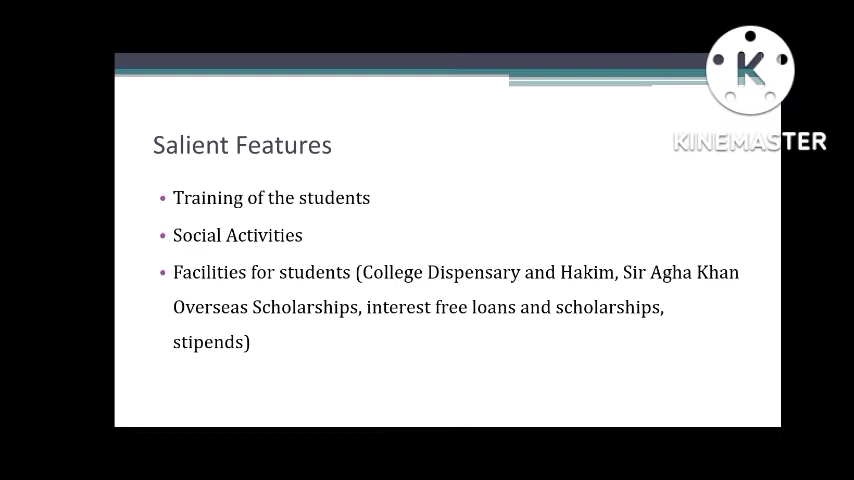 K
KINEMASTER
Salient Features
• Training of the students
• Social Activities
• Facilities for students (College Dispensary and Hakim, Sir Agha Khan
Overseas Scholarships, interest free loans and scholarships,
stipends)